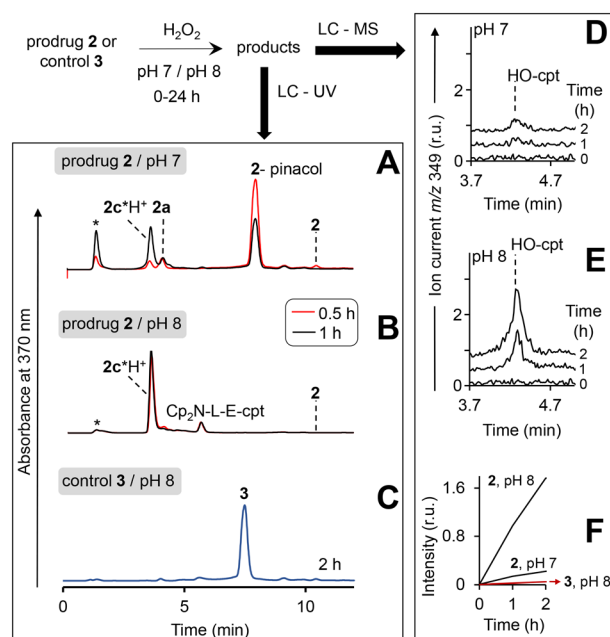 prodrug 2 or
control 3
H2O2
pH 7 / pH 8
0-24 h
products
LC - MS
LC - UV
Absorbance at 370 nm
prodrug 2 / pH 7
A
2- pinacol
2c*H+
2a
*
2
0.5 h
1 h
prodrug 2 / pH 8
B
2c*H+
Cp2N-L-E-cpt
*
2
control 3 / pH 8
C
3
2 h
0
5
10
Time (min)
Ion current m/z 349 (r.u.)
pH 7
D
HO-cpt
Time
(h)
2
2
1
0
0
3.7
4.7
Time (min)
pH 8
E
HO-cpt
Time
(h)
2
2
1
0
0
3.7
4.7
Time (min)
F
Intensity (r.u.)
1.6
0.8
0
2, pH 8
2, pH 7
3, pH 8
0
1
2
Time (h)